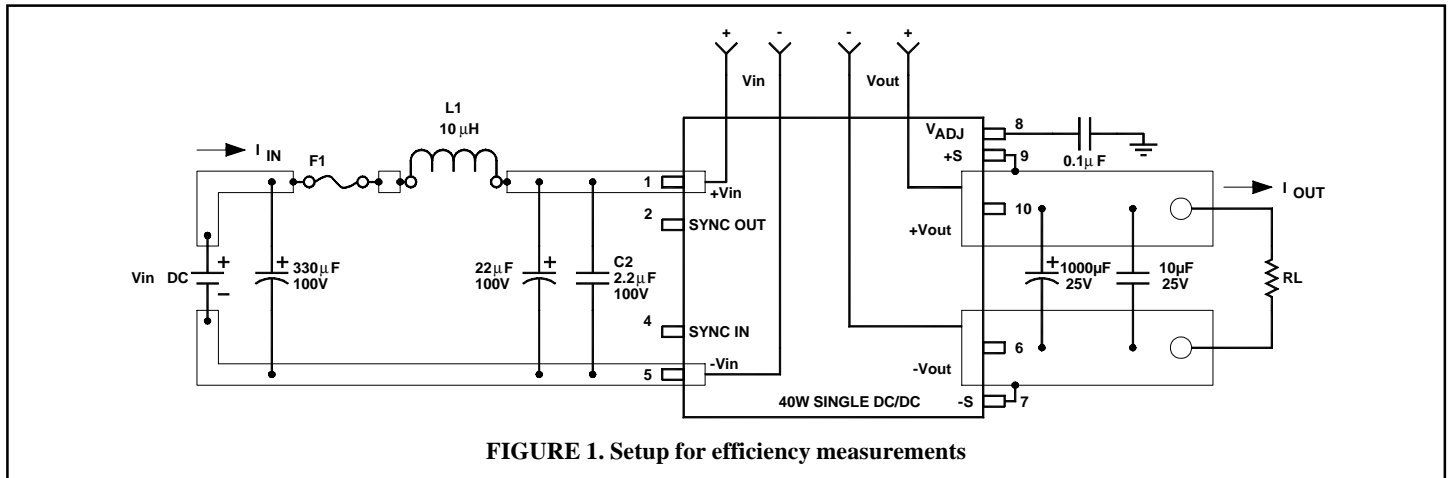 + - - +
Vin Vout
L1
10 µH
I IN
F1
VADJ 8
+S 9
0.1µ F
I OUT
1 +Vin
10
2 SYNC OUT
+Vout
Vin DC
+
–
+
330µF
100V
22µF
100V
+
C2
2.2µF
100V
+
1000µF
25V
10µF
25V
RL
4 SYNC IN
6
-Vin
-Vout
5
40W SINGLE DC/DC
-S 7
FIGURE 1. Setup for efficiency measurements